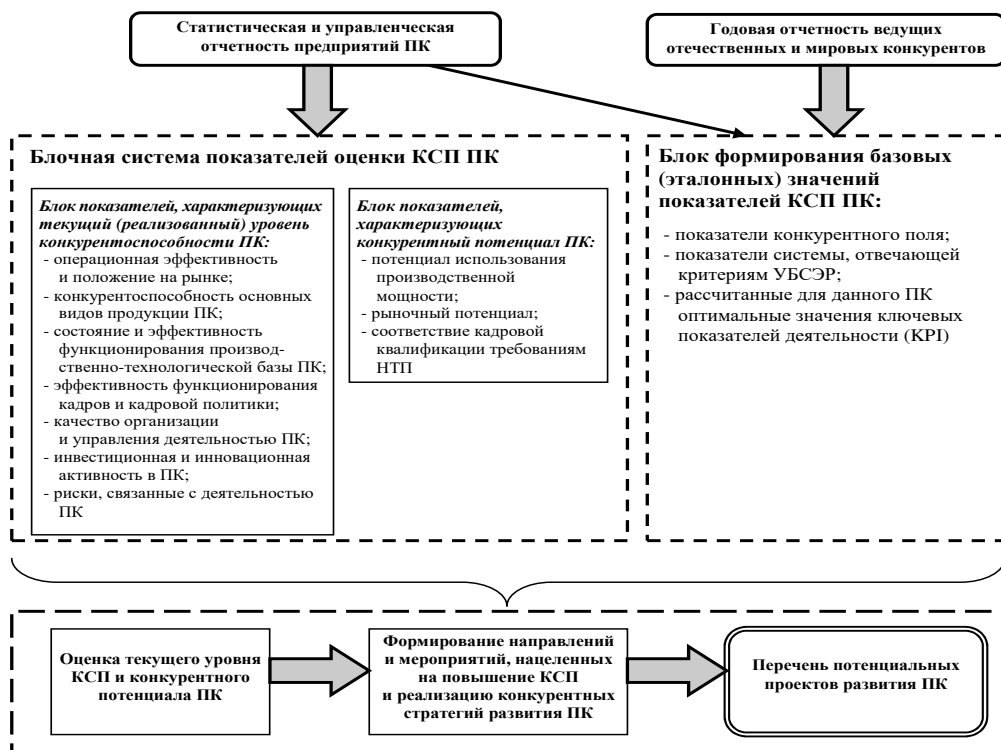 Статистическая и управленческая
отчетность предприятий ПК
Годовая отчетность ведущих
отечественных и мировых конкурентов
Блочная система показателей оценки КСП ПК
Блок показателей, характеризующих
текущий (реализованный) уровень
конкурентоспособности ПК:
- операционная эффективность
и положение на рынке;
- конкурентоспособность основных
видов продукции ПК;
- состояние и эффективность
функционирования производ-
ственно-технологической базы ПК;
- эффективность функционирования
кадров и кадровой политики;
- качество организации
и управления деятельностью ПК;
- инвестиционная и инновационная
активность в ПК;
- риски, связанные с деятельностью
ПК
Блок показателей,
характеризующих
конкурентный потенциал ПК:
- потенциал использования
производственной
мощности;
- рыночный потенциал;
- соответствие кадровой
квалификации требованиям
НТП
Блок формирования базовых
(эталонных) значений
показателей КСП ПК:
- показатели конкурентного поля;
- показатели системы, отвечающей
критериям УБСЭР;
- рассчитанные для данного ПК
оптимальные значения ключевых
показателей деятельности (KPI)
Оценка текущего уровня
КСП и конкурентного
потенциала ПК
Формирование направлений
и мероприятий, нацеленных
на повышение КСП
и реализацию конкурентных
стратегий развития ПК
Перечень потенциальных
проектов развития ПК